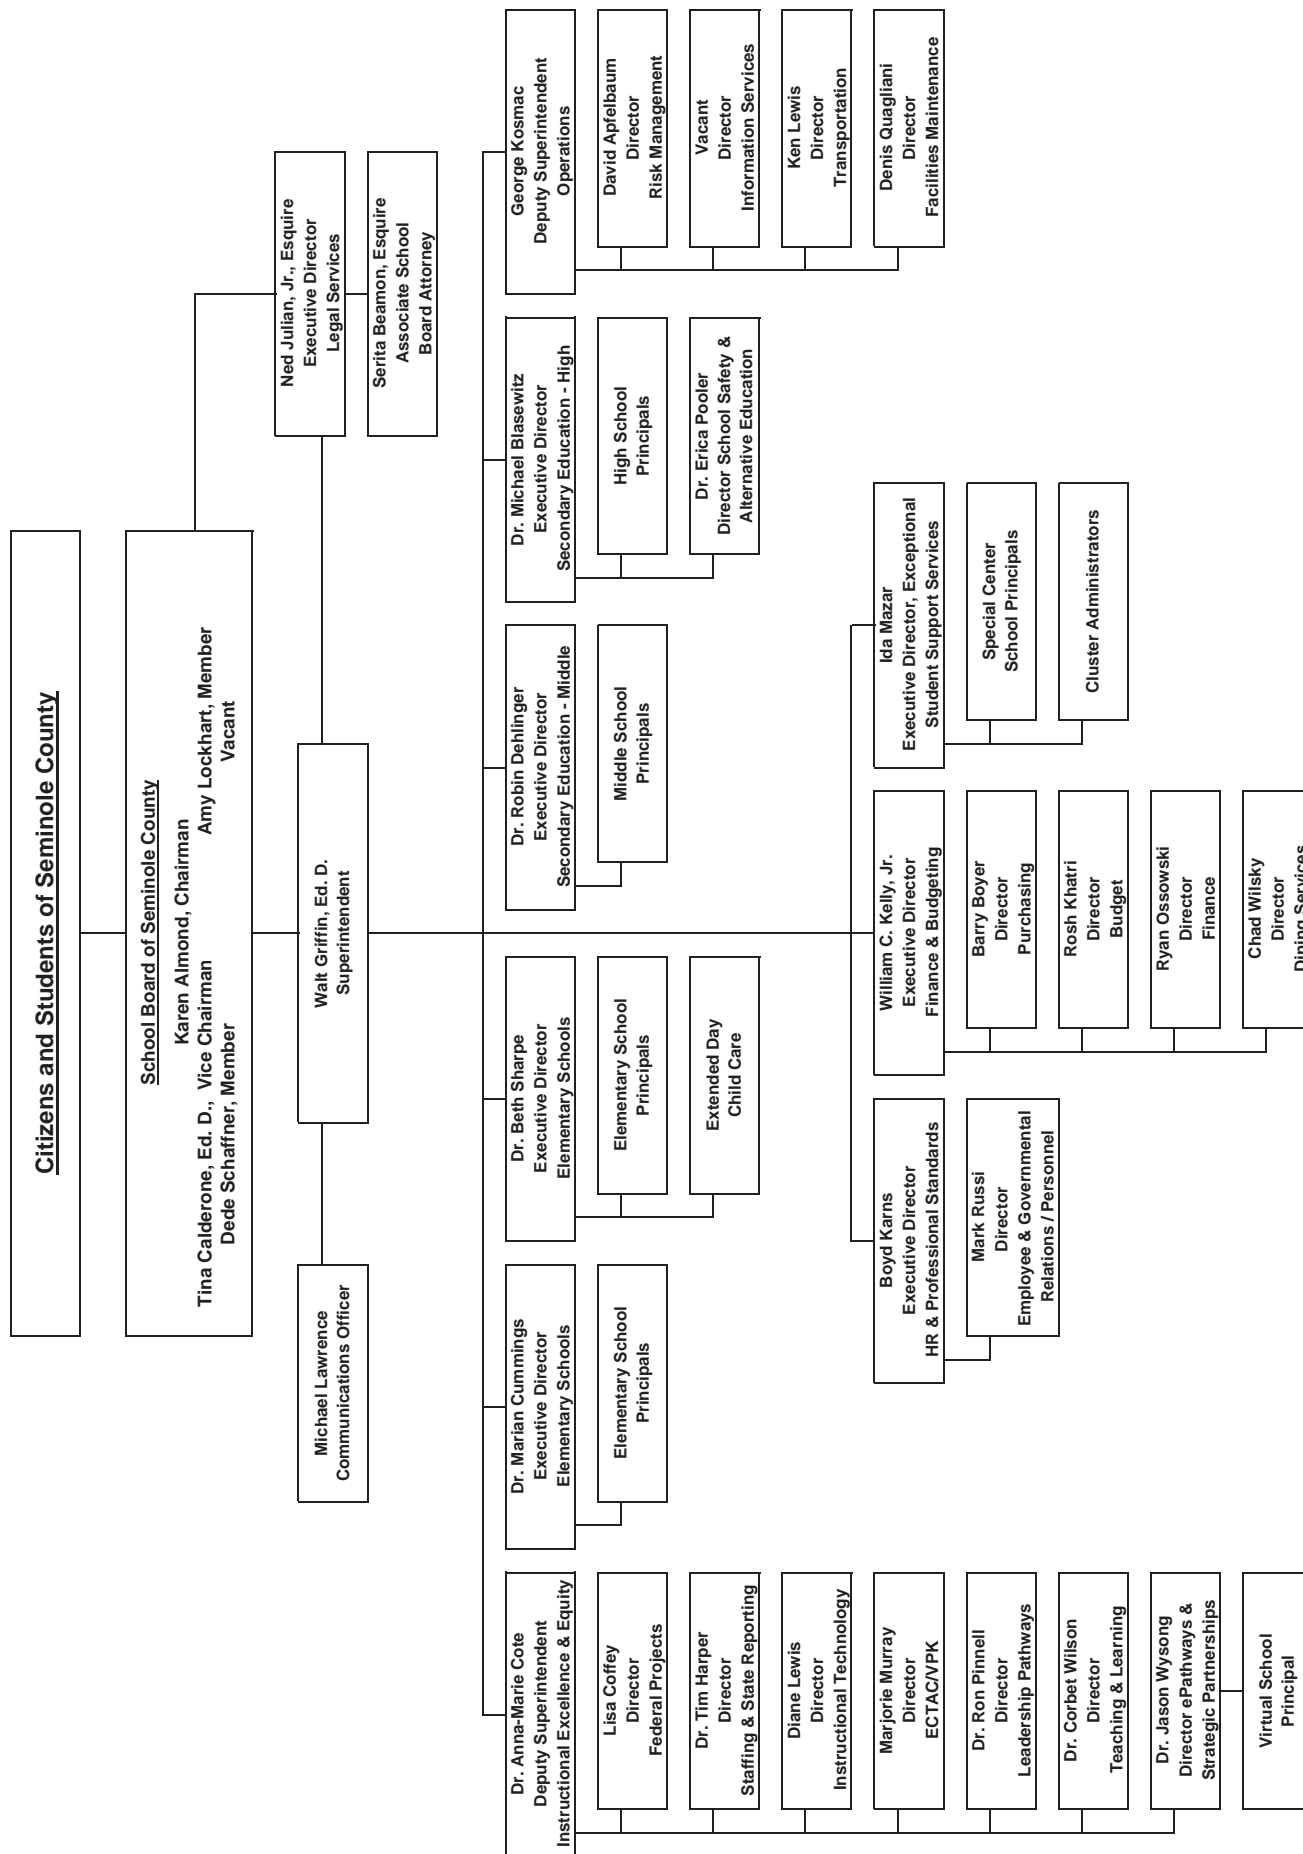 Citizens and Students of Seminole County
School Board of Seminole County
Karen Almond, Chairman
Tina Calderone, Ed. D., Vice Chairman
Amy Lockhart, Member
Dede Schaffner, Member
Vacant
Michael Lawrence
Communications Officer
Walt Griffin, Ed. D.
Superintendent
Ned Julian, Jr., Esquire
Executive Director
Legal Services
Serita Beamon, Esquire
Associate School
Board Attorney
Dr. Anna-Marie Cote
Deputy Superintendent
Instructional Excellence & Equity
Lisa Coffey
Director
Federal Projects
Dr. Tim Harper
Director
Staffing & State Reporting
Diane Lewis
Director
Instructional Technology
Marjorie Murray
Director
ECTAC/VPK
Dr. Ron Pinnell
Director
Leadership Pathways
Dr. Corbet Wilson
Director
Teaching & Learning
Dr. Jason Wysong
Director ePathways &
Strategic Partnerships
Virtual School
Principal
Dr. Marian Cummings
Executive Director
Elementary Schools
Elementary School
Principals
Dr. Beth Sharpe
Executive Director
Elementary Schools
Elementary School
Principals
Extended Day
Child Care
Dr. Robin Dehlinger
Executive Director
Secondary Education - Middle
Middle School
Principals
Dr. Michael Blasewitz
Executive Director
Secondary Education - High
High School
Principals
Dr. Erica Pooler
Director School Safety &
Alternative Education
George Kosmac
Deputy Superintendent
Operations
David Apfelbaum
Director
Risk Management
Vacant
Director
Information Services
Ken Lewis
Director
Transportation
Denis Quagliani
Director
Facilities Maintenance
Boyd Karns
Executive Director
HR & Professional Standards
Mark Russi
Director
Employee & Governmental
Relations / Personnel
William C. Kelly, Jr.
Executive Director
Finance & Budgeting
Barry Boyer
Director
Purchasing
Rosh Khatri
Director
Budget
Ryan Ossowski
Director
Finance
Chad Wilsky
Director
Dining Services
Ida Mazar
Executive Director, Exceptional
Student Support Services
Special Center
School Principals
Cluster Administrators